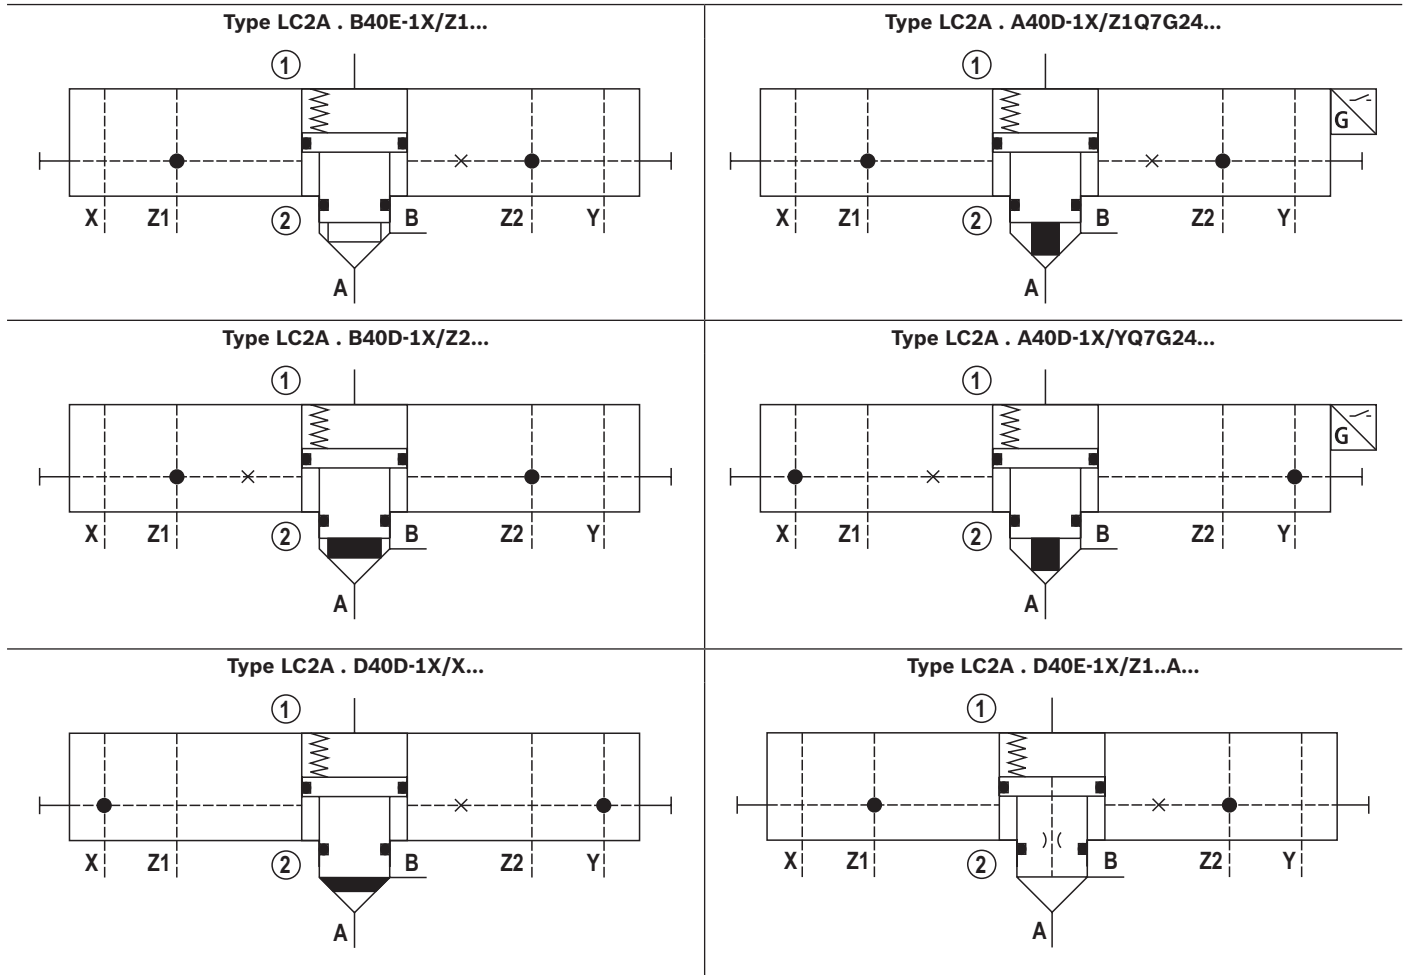 Type LC2A . B40E-1X/Z1...
1
X Z1 2 B Z2 Y
A
Type LC2A . A40D-1X/Z1Q7G24...
1
G
X Z1 2 B Z2 Y
A
Type LC2A . B40D-1X/Z2...
1
X Z1 2 B Z2 Y
A
Type LC2A . A40D-1X/YQ7G24...
1
G
X Z1 2 B Z2 Y
A
Type LC2A . D40D-1X/X...
1
X Z1 2 B Z2 Y
A
Type LC2A . D40E-1X/Z1..A...
1
X Z1 2 B Z2 Y
A